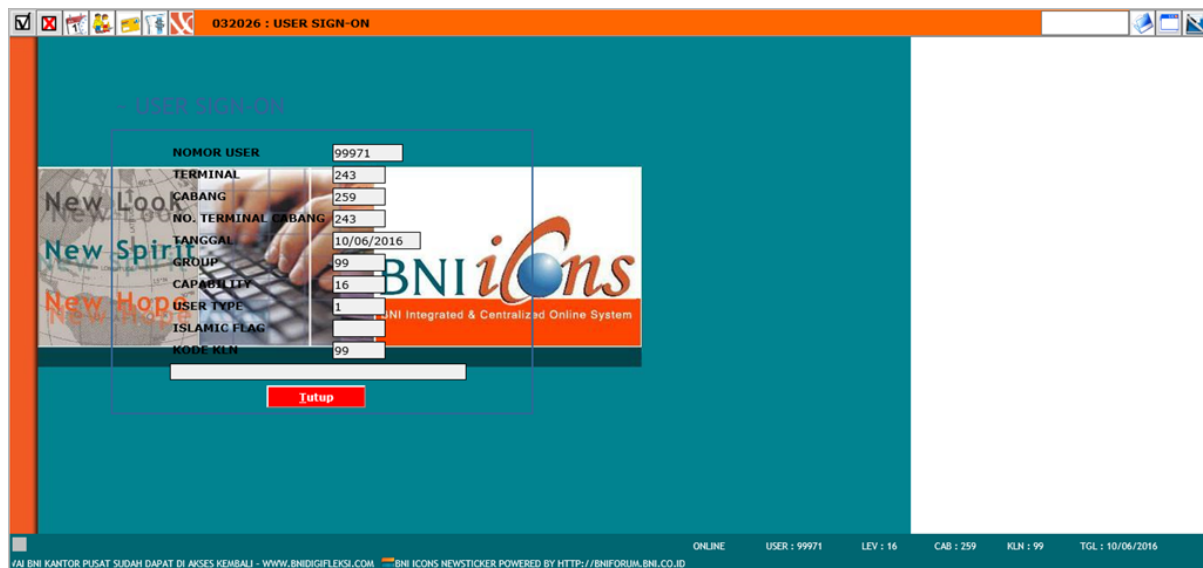 032026 : USER SIGN-ON
- USER SIGN-ON
NOMOR USER 99971
TERMINAL 243
CABANG 259
NO. TERMINAL CABANG 243
TANGGAL 10/06/2016
GROUP 99
CAPABILITY 16
USER TYPE 1
ISLAMIC FLAG
KODE KLN 99
Tutup
New Look
New Spirit
New Hope
BNI iCons
BNI Integrated & Centralized Online System
ONLINE USER : 99971 LEV : 16 CAB : 259 KLN : 99 TGL : 10/06/2016
BNI KANTOR PUSAT SUDAH DAPAT DI AKSES KEMBALI - WWW.BNIDIGIFLEKSI.COM BNI ICONS NEWSTICKER POWERED BY HTTP://BNIFORUM.BNI.CO.ID